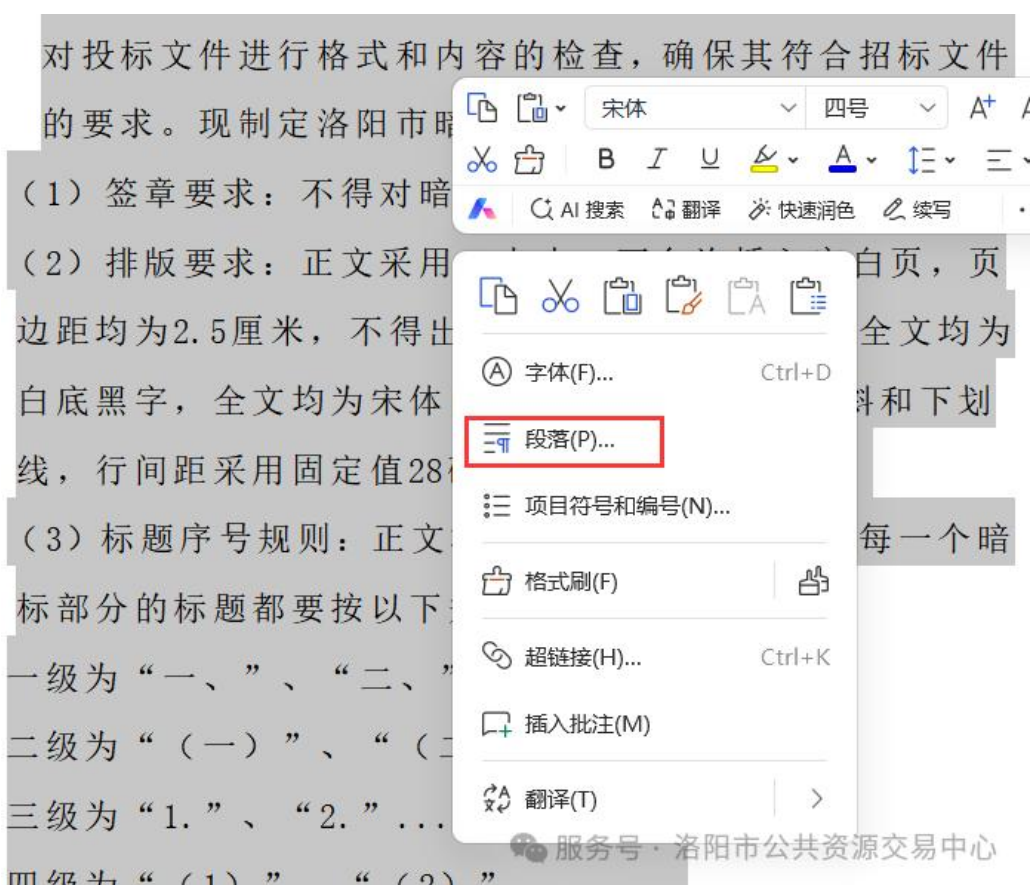 对投标文件进行格式和内容的检查，确保其符合招标文件
的要求。现制定洛阳市暗
（1）签章要求：不得对暗
（2）排版要求：正文采用
白页，页
边距均为2.5厘米，不得出
全文均为
白底黑字，全文均为宋体
斜和下划
线，行间距采用固定值28
（3）标题序号规则：正文
每一个暗
标部分的标题都要按以下
一级为“一、”、“二、”
二级为“（一）”、“（二
三级为“1.”、“2.”...
四级为“（1）”、“（2）”
宋体 四号 A+
B I U A
AI 搜索 翻译 快速润色 续写
字体(F)... Ctrl+D
段落(P)...
项目符号和编号(N)...
格式刷(F)
超链接(H)... Ctrl+K
插入批注(M)
翻译(T)
服务号 · 洛阳市公共资源交易中心